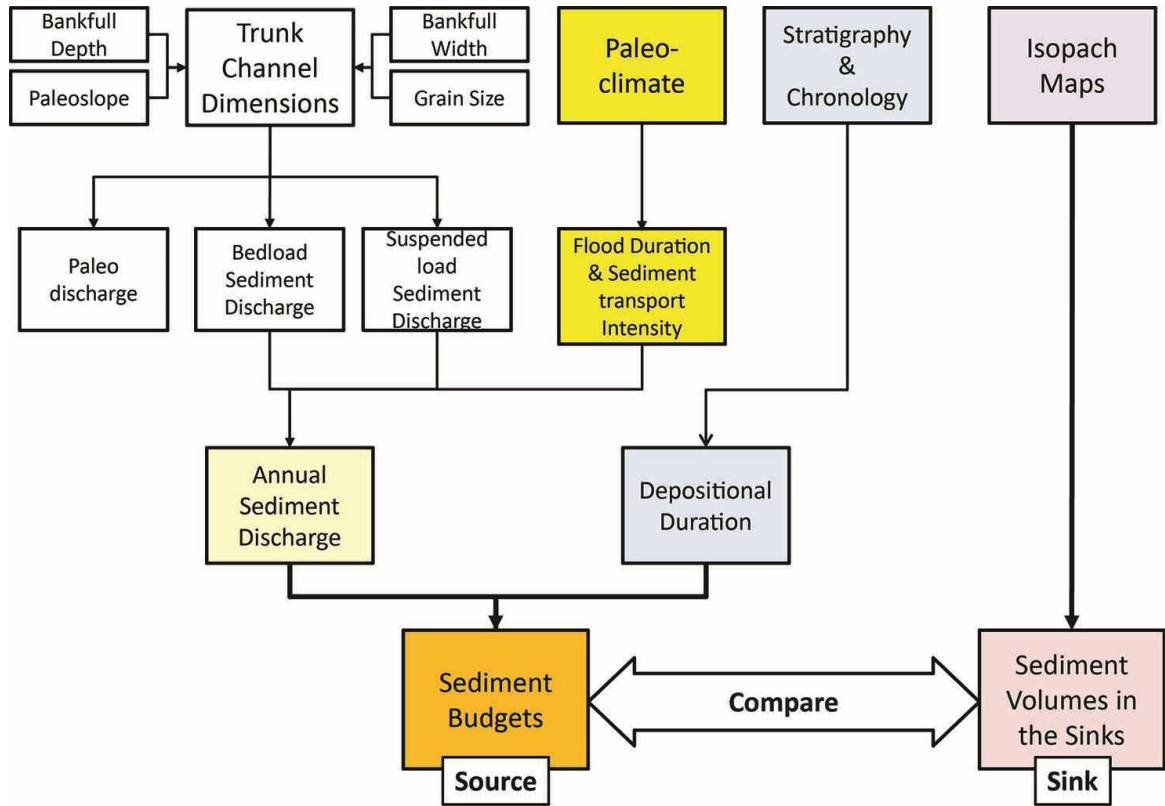 Bankfull
Depth
Paleoslope
Trunk
Channel
Dimensions
Bankfull
Width
Grain Size
Paleo-
climate
Stratigraphy
&
Chronology
Isopach
Maps
Paleo
discharge
Bedload
Sediment
Discharge
Suspended
load
Sediment
Discharge
Flood Duration
& Sediment
transport
Intensity
Annual
Sediment
Discharge
Depositional
Duration
Sediment
Budgets
Source
Compare
Sediment
Volumes in
the Sinks
Sink